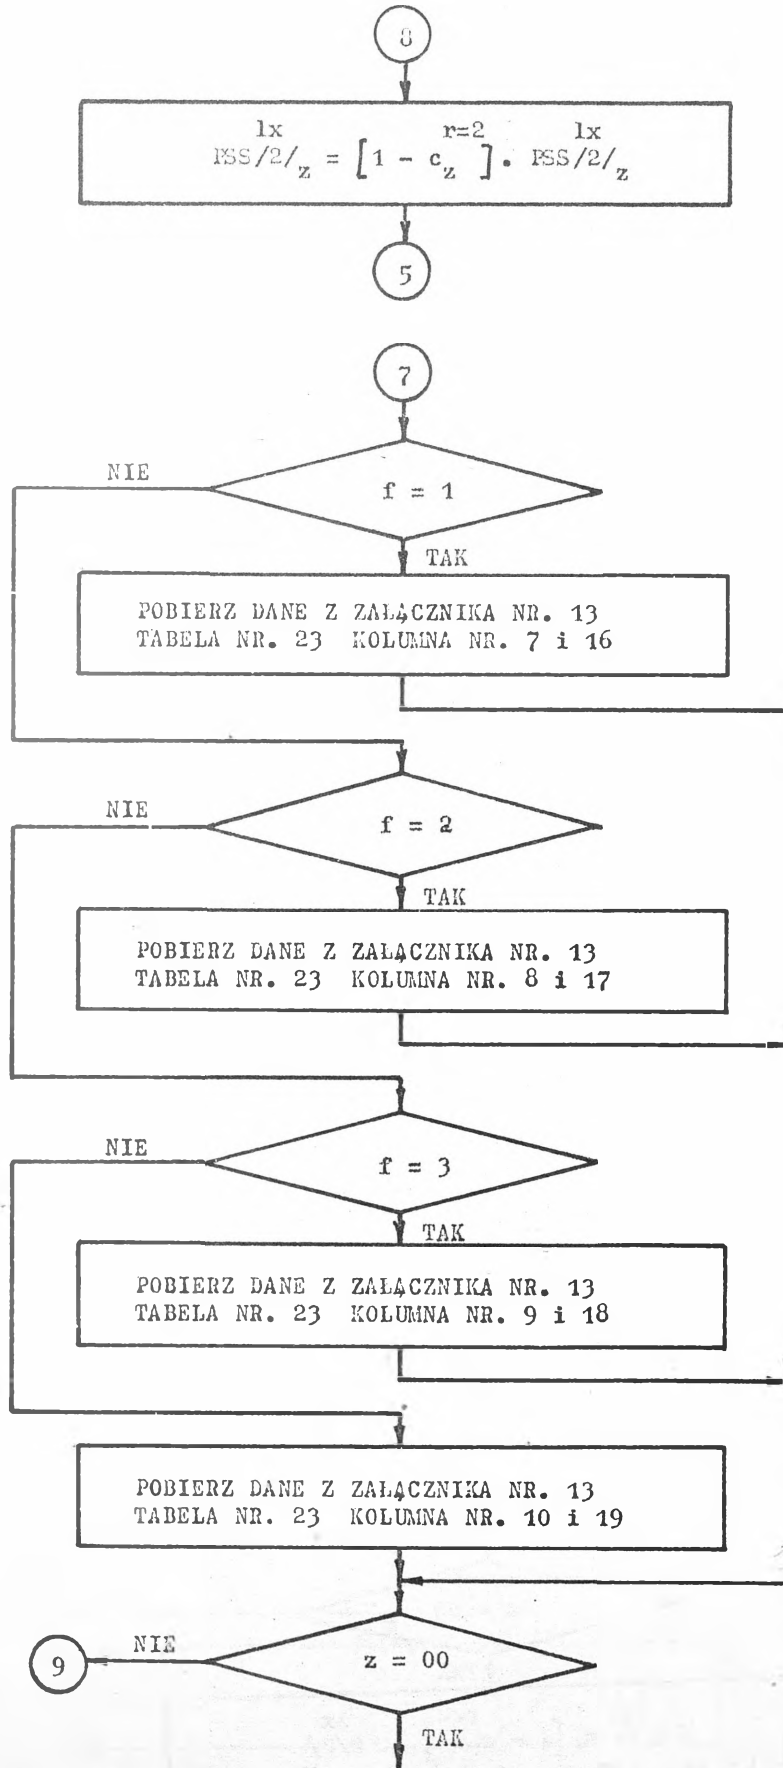 8
1x r=2 1x
PSS/2/z = [1 - cz ]. PSS/2/z
5
7
NIE
f = 1
TAK
POBIERZ DANE Z ZAŁĄCZNIKA NR. 13
TABELA NR. 23 KOLUMNA NR. 7 i 16
NIE
f = 2
TAK
POBIERZ DANE Z ZAŁĄCZNIKA NR. 13
TABELA NR. 23 KOLUMNA NR. 8 i 17
NIE
f = 3
TAK
POBIERZ DANE Z ZAŁĄCZNIKA NR. 13
TABELA NR. 23 KOLUMNA NR. 9 i 18
POBIERZ DANE Z ZAŁĄCZNIKA NR. 13
TABELA NR. 23 KOLUMNA NR. 10 i 19
9
NIE
z = 00
TAK